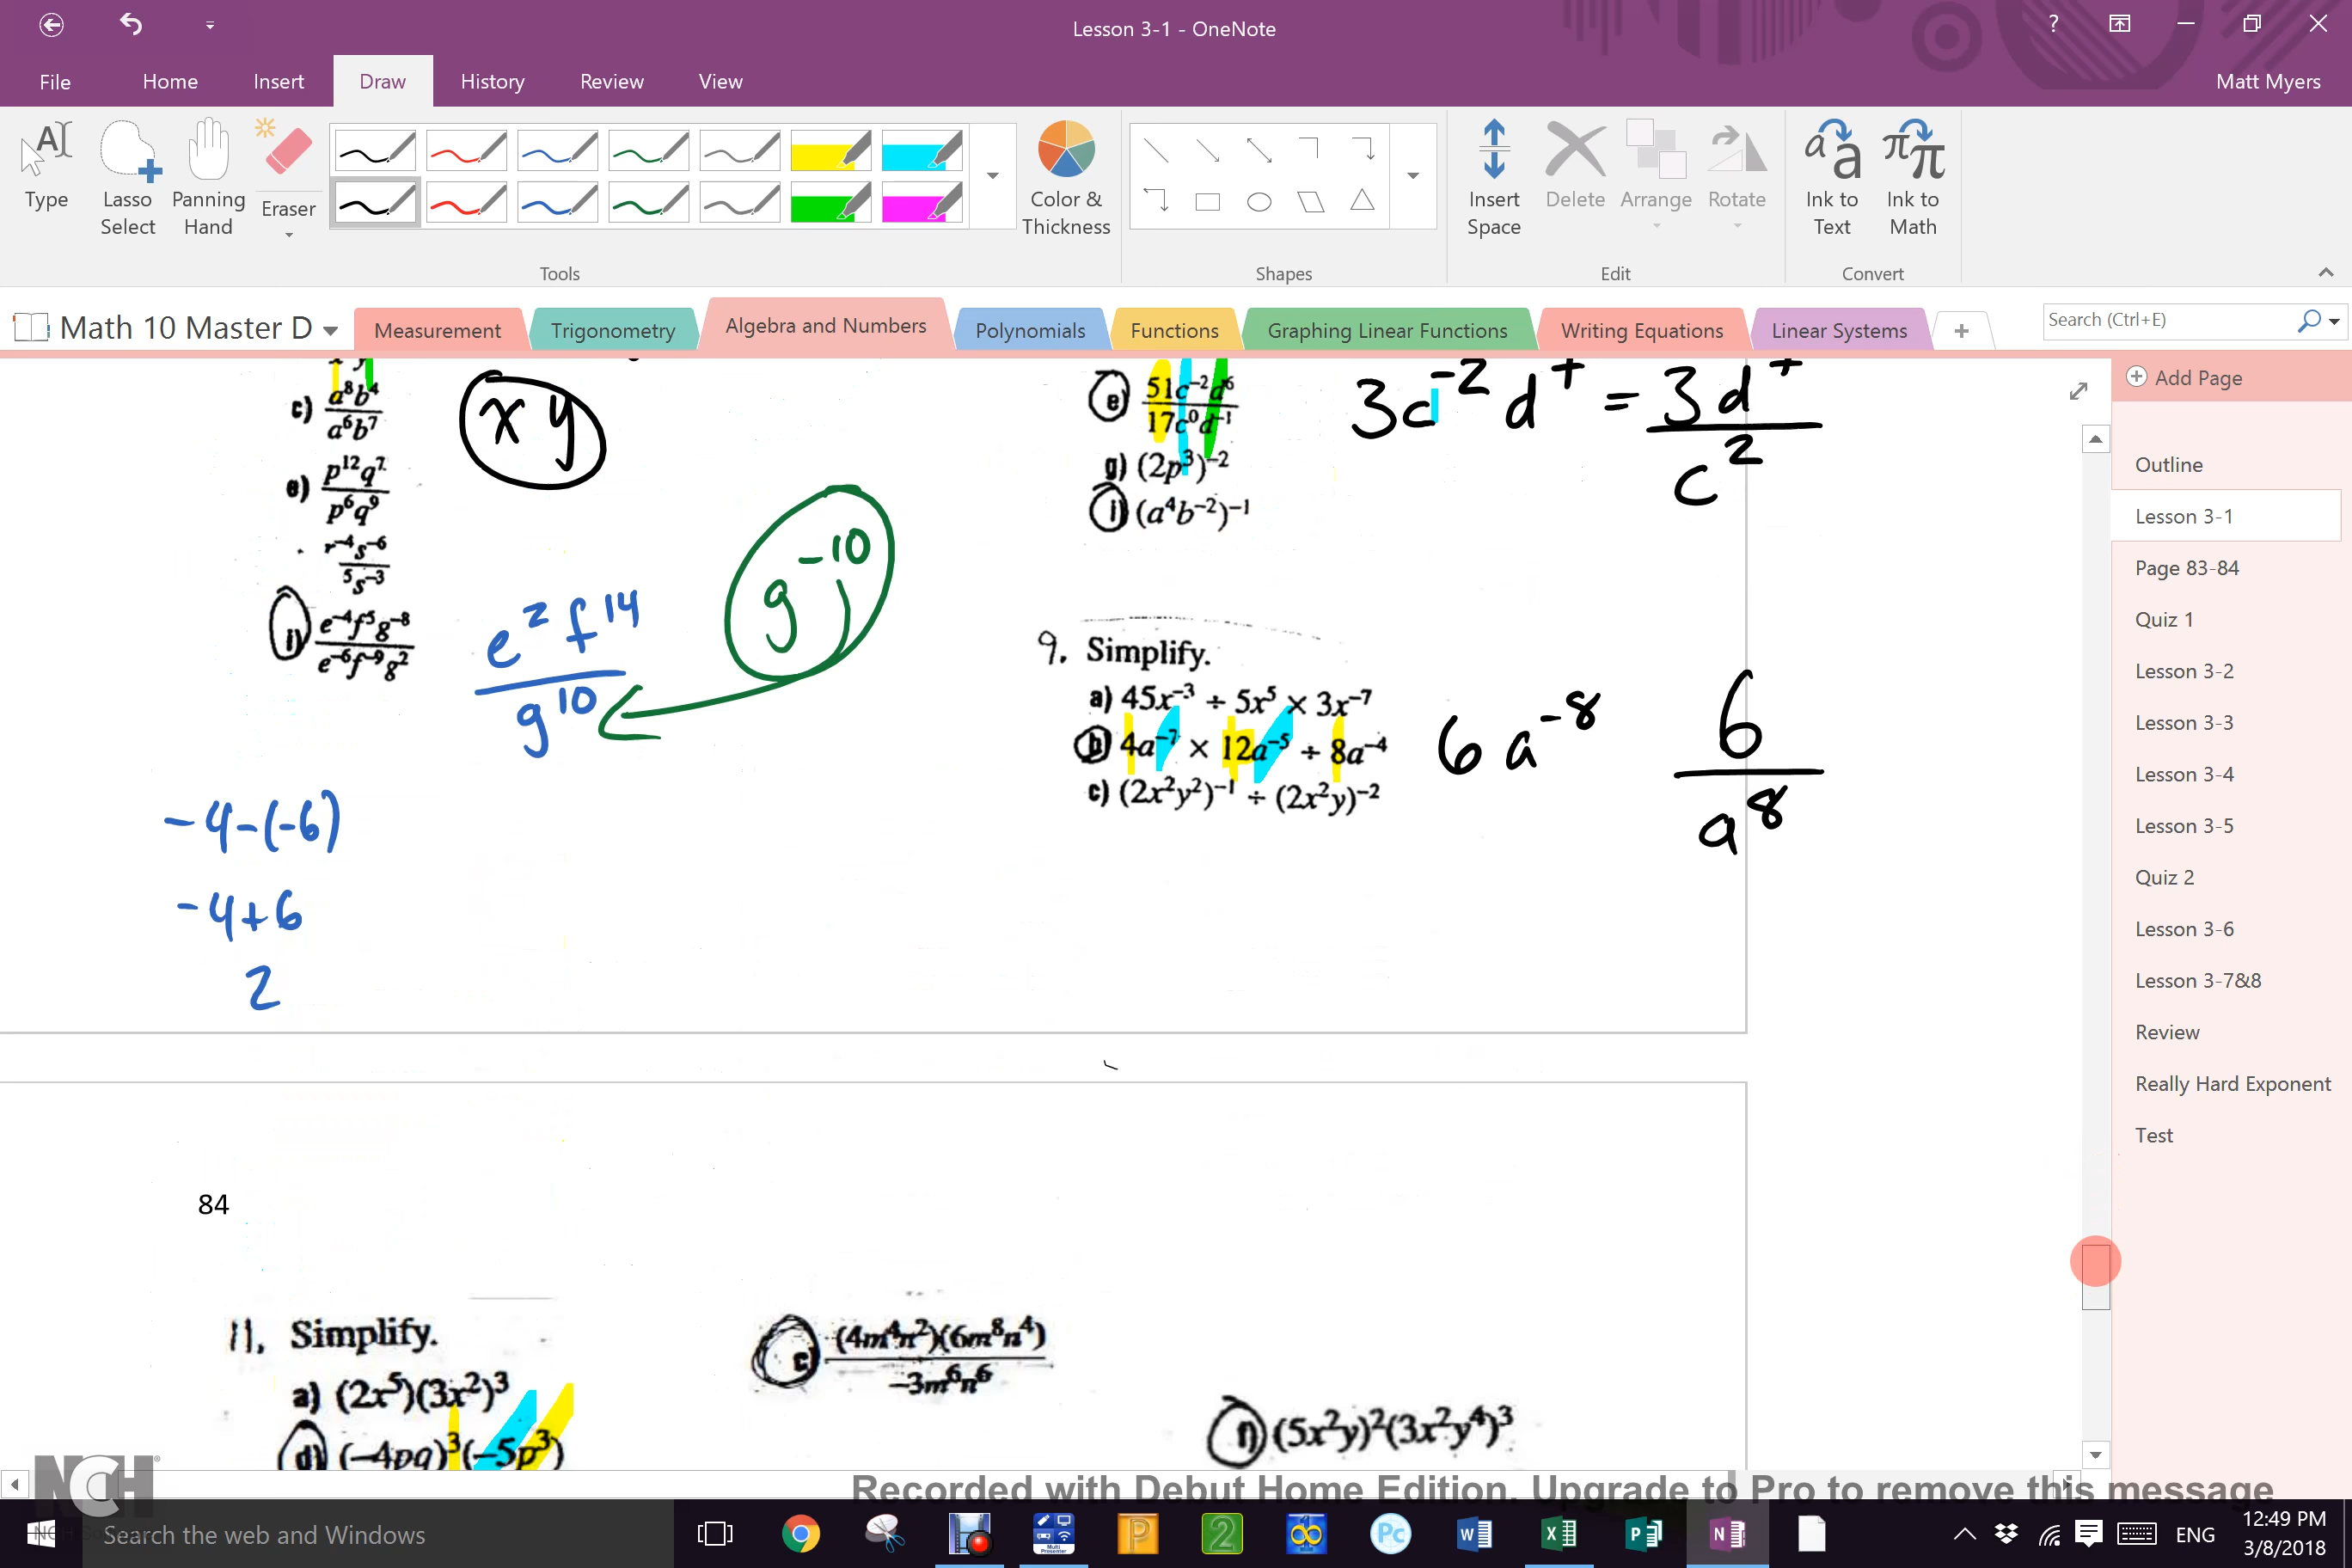 Lesson 3-1 - OneNote
?
File Home Insert Draw History Review View
Matt Myers
Type
Lasso Select
Panning Hand
Eraser
Color & Thickness
Insert Space
Delete
Arrange
Rotate
Ink to Text
Ink to Math
Tools
Shapes
Edit
Convert
Math 10 Master D
Measurement
Trigonometry
Algebra and Numbers
Polynomials
Functions
Graphing Linear Functions
Writing Equations
Linear Systems
+
Search (Ctrl+E)
Add Page
Outline
Lesson 3-1
Page 83-84
Quiz 1
Lesson 3-2
Lesson 3-3
Lesson 3-4
Lesson 3-5
Quiz 2
Lesson 3-6
Lesson 3-7&8
Review
Really Hard Exponent
Test
c) a⁸b⁴ / a⁶b⁷
x y
e) p¹²q⁷ / p⁶q⁹
r⁻⁴s⁻⁶ / 5s⁻³
i) e⁻⁴f⁵g⁻⁸ / e⁻⁶f⁻⁹g²
e² f¹⁴ / g¹⁰
g⁻¹⁰
-4-(-6)
-4+6
2
e) 51c⁻²d⁶ / 17c⁰d⁻¹
3c⁻² d⁷ = 3d⁷ / c²
g) (2p³)⁻²
i) (a⁴b⁻²)⁻¹
9. Simplify.
a) 45x⁻³ ÷ 5x⁵ × 3x⁻⁷
b) 4a⁻⁷ × 12a⁻⁵ ÷ 8a⁻⁴
6a⁻⁸
6 / a⁸
c) (2x²y²)⁻¹ ÷ (2x²y)⁻²
84
11. Simplify.
a) (2x⁵)(3x²)³
d) (-4pq)³(-5p³)
c) (4m⁴n²)(6m⁸n⁴) / -3m⁶n⁶
f) (5x²y)²(3x²y⁴)³
NCH
Recorded with Debut Home Edition. Upgrade to Pro to remove this message
Search the web and Windows
ENG
12:49 PM
3/8/2018